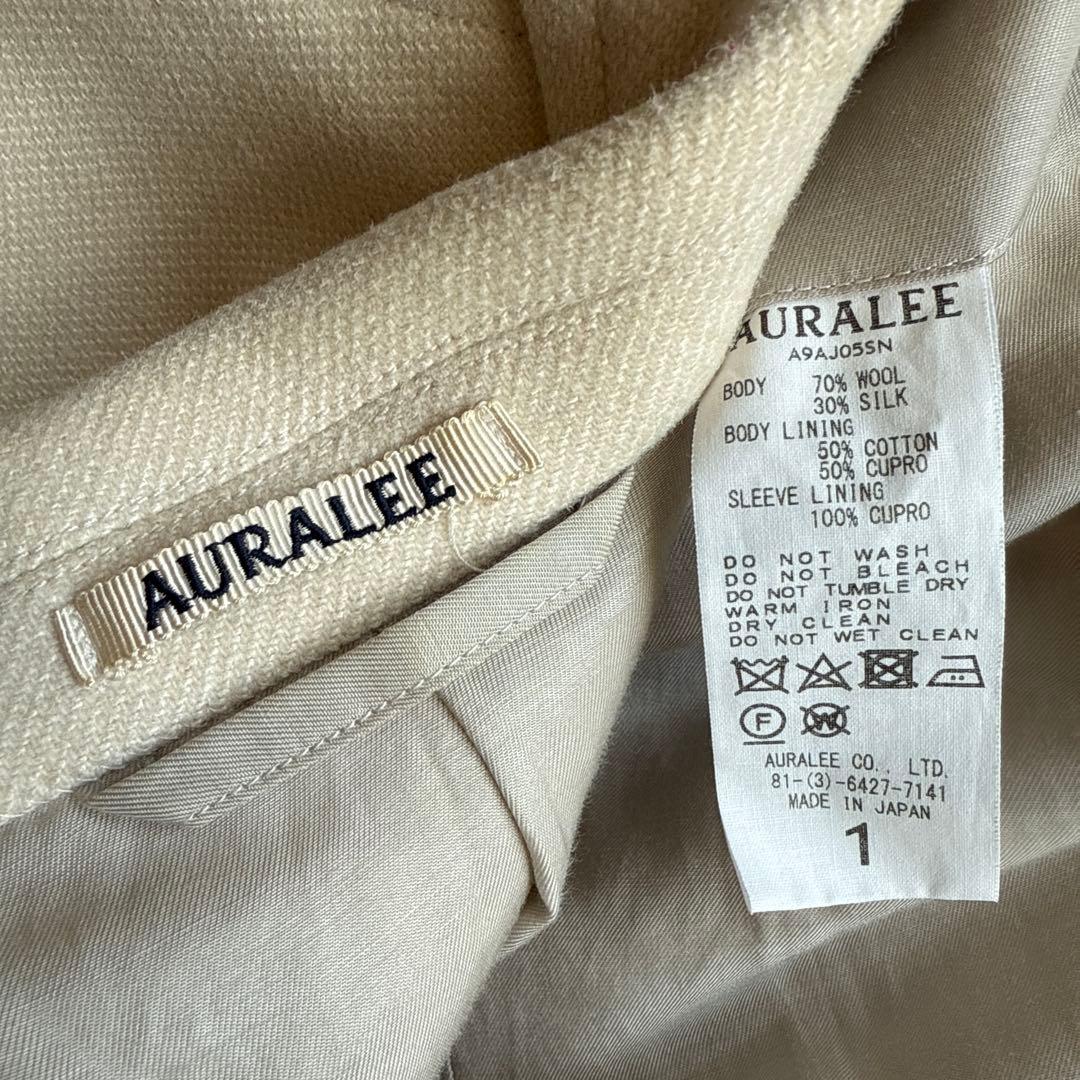 AURALEE
AURALEE
A9AJ05SN
BODY 70% WOOL
30% SILK
BODY LINING
50% COTTON
50% CUPRO
SLEEVE LINING
100% CUPRO
DO NOT WASH
DO NOT BLEACH
DO NOT TUMBLE DRY
WARM IRON
DRY CLEAN
DO NOT WET CLEAN
F W
AURALEE CO., LTD.
81-(3)-6427-7141
MADE IN JAPAN
1